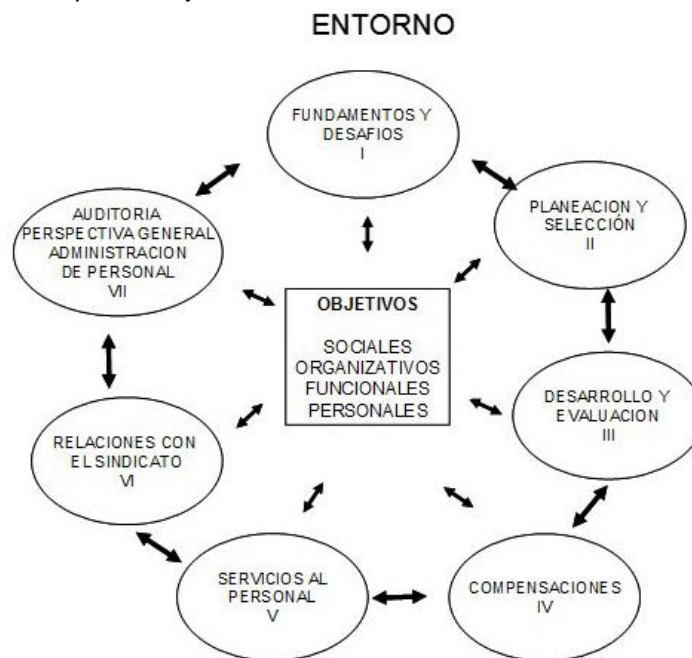 ENTORNO
FUNDAMENTOS Y
DESAFIOS
I
PLANEACION Y
SELECCIÓN
II
DESARROLLO Y
EVALUACION
III
COMPENSACIONES
IV
SERVICIOS AL
PERSONAL
V
RELACIONES CON
EL SINDICATO
VI
AUDITORIA
PERSPECTIVA GENERAL
ADMINISTRACION
DE PERSONAL
VII
OBJETIVOS
SOCIALES
ORGANIZATIVOS
FUNCIONALES
PERSONALES